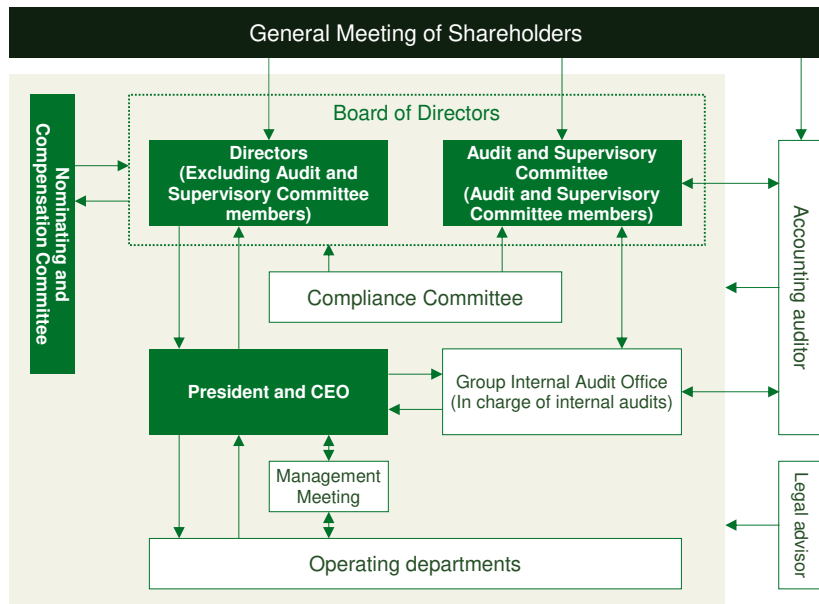 General Meeting of Shareholders
Board of Directors
Nominating and
Compensation Committee
Directors
(Excluding Audit and
Supervisory Committee
members)
Audit and Supervisory
Committee
(Audit and Supervisory
Committee members)
Accounting auditor
Compliance Committee
President and CEO
Group Internal Audit Office
(In charge of internal audits)
Management
Meeting
Legal advisor
Operating departments